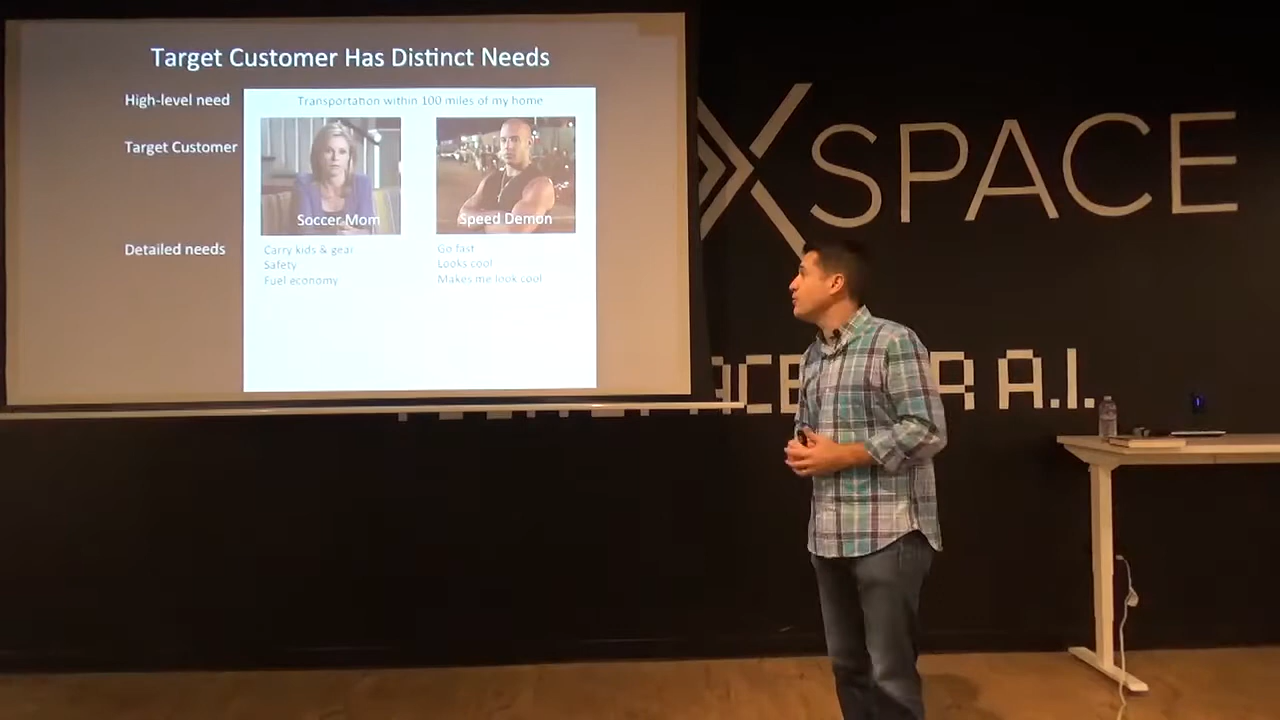 Target Customer Has Distinct Needs
High-level need
Transportation within 100 miles of my home
Target Customer
Soccer Mom
Speed Demon
Detailed needs
Carry kids & gear
Safety
Fuel economy
Go fast
Looks cool
Makes me look cool
XSPACE
A.I.